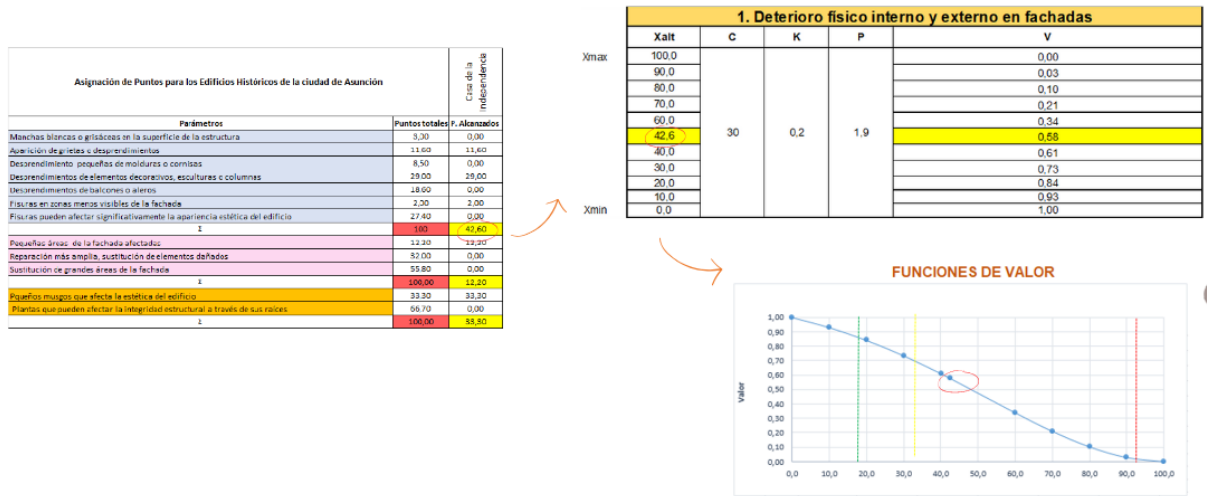 Asignación de Puntos para los Edificios Históricos de la ciudad de Asunción
Casa de la Independencia
Parámetros Puntos totales P. Alcanzados
Manchas blancas o grisáceas en la superficie de la estructura 3,00 0,00
Aparición de grietas o desprendimientos 11,60 11,60
Desprendimiento pequeñas de molduras o cornisas 8,50 0,00
Desprendimientos de elementos decorativos, esculturas o columnas 29,00 29,00
Desprendimientos de balcones o aleros 18,60 0,00
Fisuras en zonas menos visibles de la fachada 2,00 2,00
Fisuras pueden afectar significativamente la apariencia estética del edificio 27,40 0,00
Σ 100 42,60
Pequeñas áreas de la fachada afectadas 12,20 12,20
Reparación más amplia, sustitución de elementos dañados 32,00 0,00
Sustitución de grandes áreas de la fachada 55,80 0,00
Σ 100,00 12,20
Pqueños musgos que afecta la estética del edificio 33,30 33,30
Plantas que pueden afectar la integridad estructural a través de sus raíces 66,70 0,00
Σ 100,00 33,30
1. Deterioro físico interno y externo en fachadas
Xalt C K P V
Xmax 100,0 0,00
90,0 0,03
80,0 0,10
70,0 0,21
60,0 0,34
42,6 30 0,2 1,9 0,58
40,0 0,61
30,0 0,73
20,0 0,84
10,0 0,93
Xmin 0,0 1,00
FUNCIONES DE VALOR
Valor
1,00
0,90
0,80
0,70
0,60
0,50
0,40
0,30
0,20
0,10
0,00
0,0 10,0 20,0 30,0 40,0 50,0 60,0 70,0 80,0 90,0 100,0